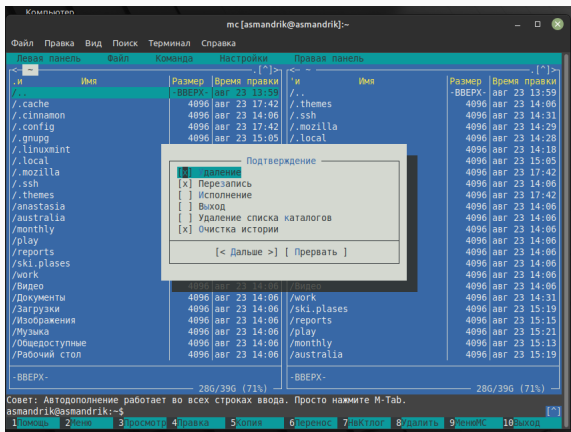 Компьютер
mc [asmandrik@asmandrik]:~
Файл Правка Вид Поиск Терминал Справка
Левая панель Файл Команда Настройки Правая панель
<- ~ .[^]> <- ~ .[^]>
.и Имя Размер Время правки 'и Имя Размер Время правки
/.. -ВВЕРХ- авг 23 13:59 /.. -ВВЕРХ- авг 23 13:59
/.cache 4096 авг 23 17:42 /.themes 4096 авг 23 14:06
/.cinnamon 4096 авг 23 14:06 /.ssh 4096 авг 23 14:31
/.config 4096 авг 23 17:42 /.mozilla 4096 авг 23 14:29
/.gnupg 4096 авг 23 15:05 /.local 4096 авг 23 14:28
/.linuxmint 4096 авг 23 14:18
/.local 4096 авг 23 15:05
/.mozilla 4096 авг 23 17:42
/.ssh 4096 авг 23 14:06
/.themes 4096 авг 23 17:42
/anastasia 4096 авг 23 14:06
/australia 4096 авг 23 14:06
/monthly 4096 авг 23 14:06
/play 4096 авг 23 14:06
/reports 4096 авг 23 14:06
/ski.plases 4096 авг 23 14:06
/work 4096 авг 23 14:06
/Видео 4096 авг 23 14:06 /Видео 4096 авг 23 14:06
/Документы 4096 авг 23 14:06 /work 4096 авг 23 14:31
/Загрузки 4096 авг 23 14:06 /ski.plases 4096 авг 23 15:19
/Изображения 4096 авг 23 14:06 /reports 4096 авг 23 15:15
/Музыка 4096 авг 23 14:06 /play 4096 авг 23 15:21
/Общедоступные 4096 авг 23 14:06 /monthly 4096 авг 23 15:13
/Рабочий стол 4096 авг 23 14:06 /australia 4096 авг 23 15:19
Подтверждение
[x] Удаление
[x] Перезапись
[ ] Исполнение
[ ] Выход
[ ] Удаление списка каталогов
[x] Очистка истории
[< Дальше >] [ Прервать ]
-ВВЕРХ- -ВВЕРХ-
28G/39G (71%) 28G/39G (71%)
Совет: Автодополнение работает во всех строках ввода. Просто нажмите M-Tab.
asmandrik@asmandrik:~$ [^]
1Помощь 2Меню 3Просмотр 4Правка 5Копия 6Перенос 7НвКтлог 8Удалить 9МенюМС 10Выход